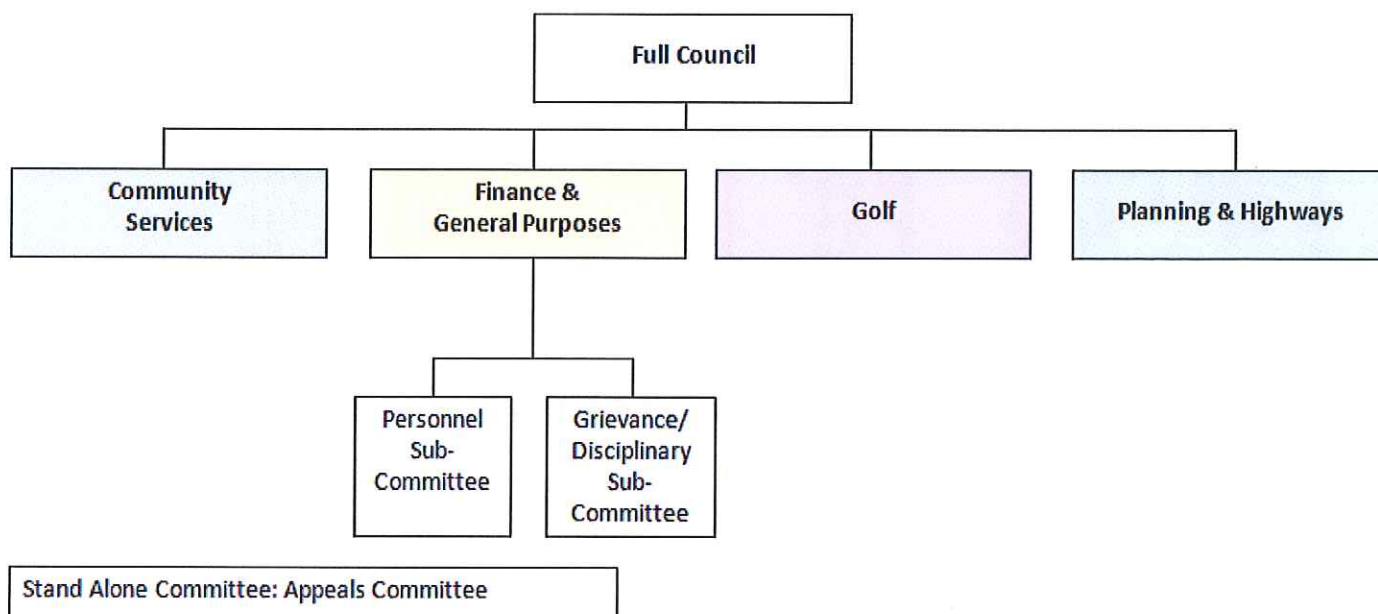 Full Council
Community
Services
Finance &
General Purposes
Golf
Planning & Highways
Personnel
Sub-
Committee
Grievance/
Disciplinary
Sub-
Committee
Stand Alone Committee: Appeals Committee